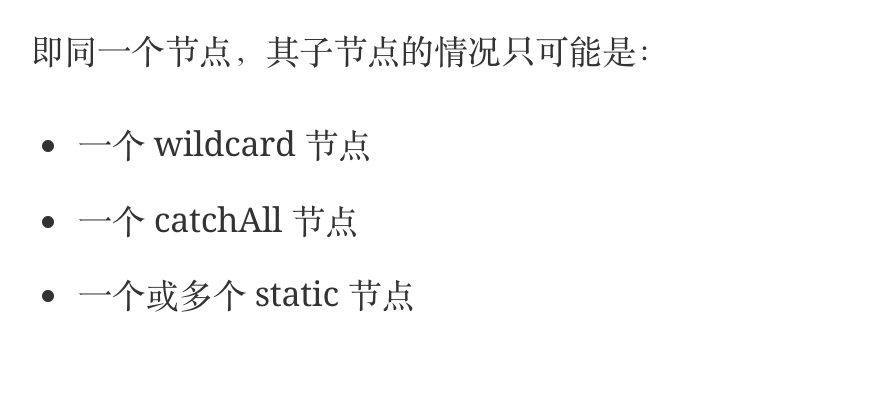 即同一个节点，其子节点的情况只可能是：
• 一个 wildcard 节点
• 一个 catchAll 节点
• 一个或多个 static 节点